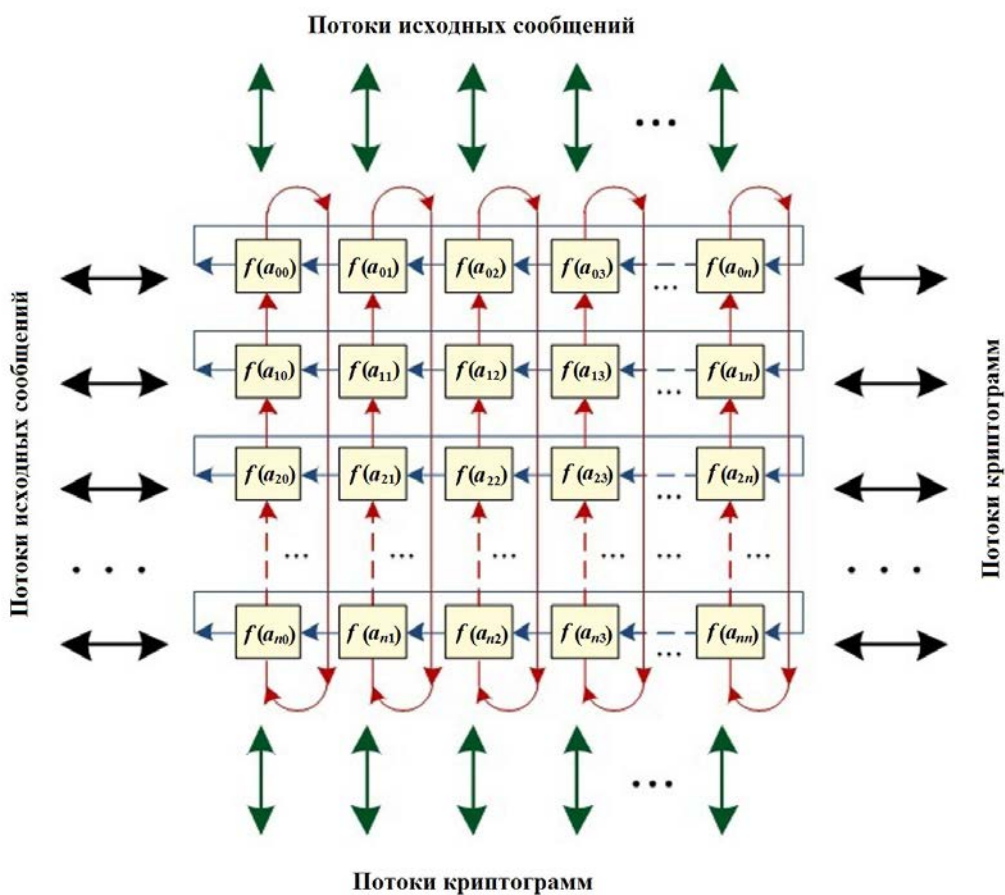 Потоки исходных сообщений
...
f(a00) f(a01) f(a02) f(a03) ... f(a0n)
f(a10) f(a11) f(a12) f(a13) ... f(a1n)
f(a20) f(a21) f(a22) f(a23) ... f(a2n)
... ... ... ... ... ... ... ...
f(an0) f(an1) f(an2) f(an3) ... f(ann)
Потоки исходных сообщений
Потоки криптограмм
...
Потоки криптограмм